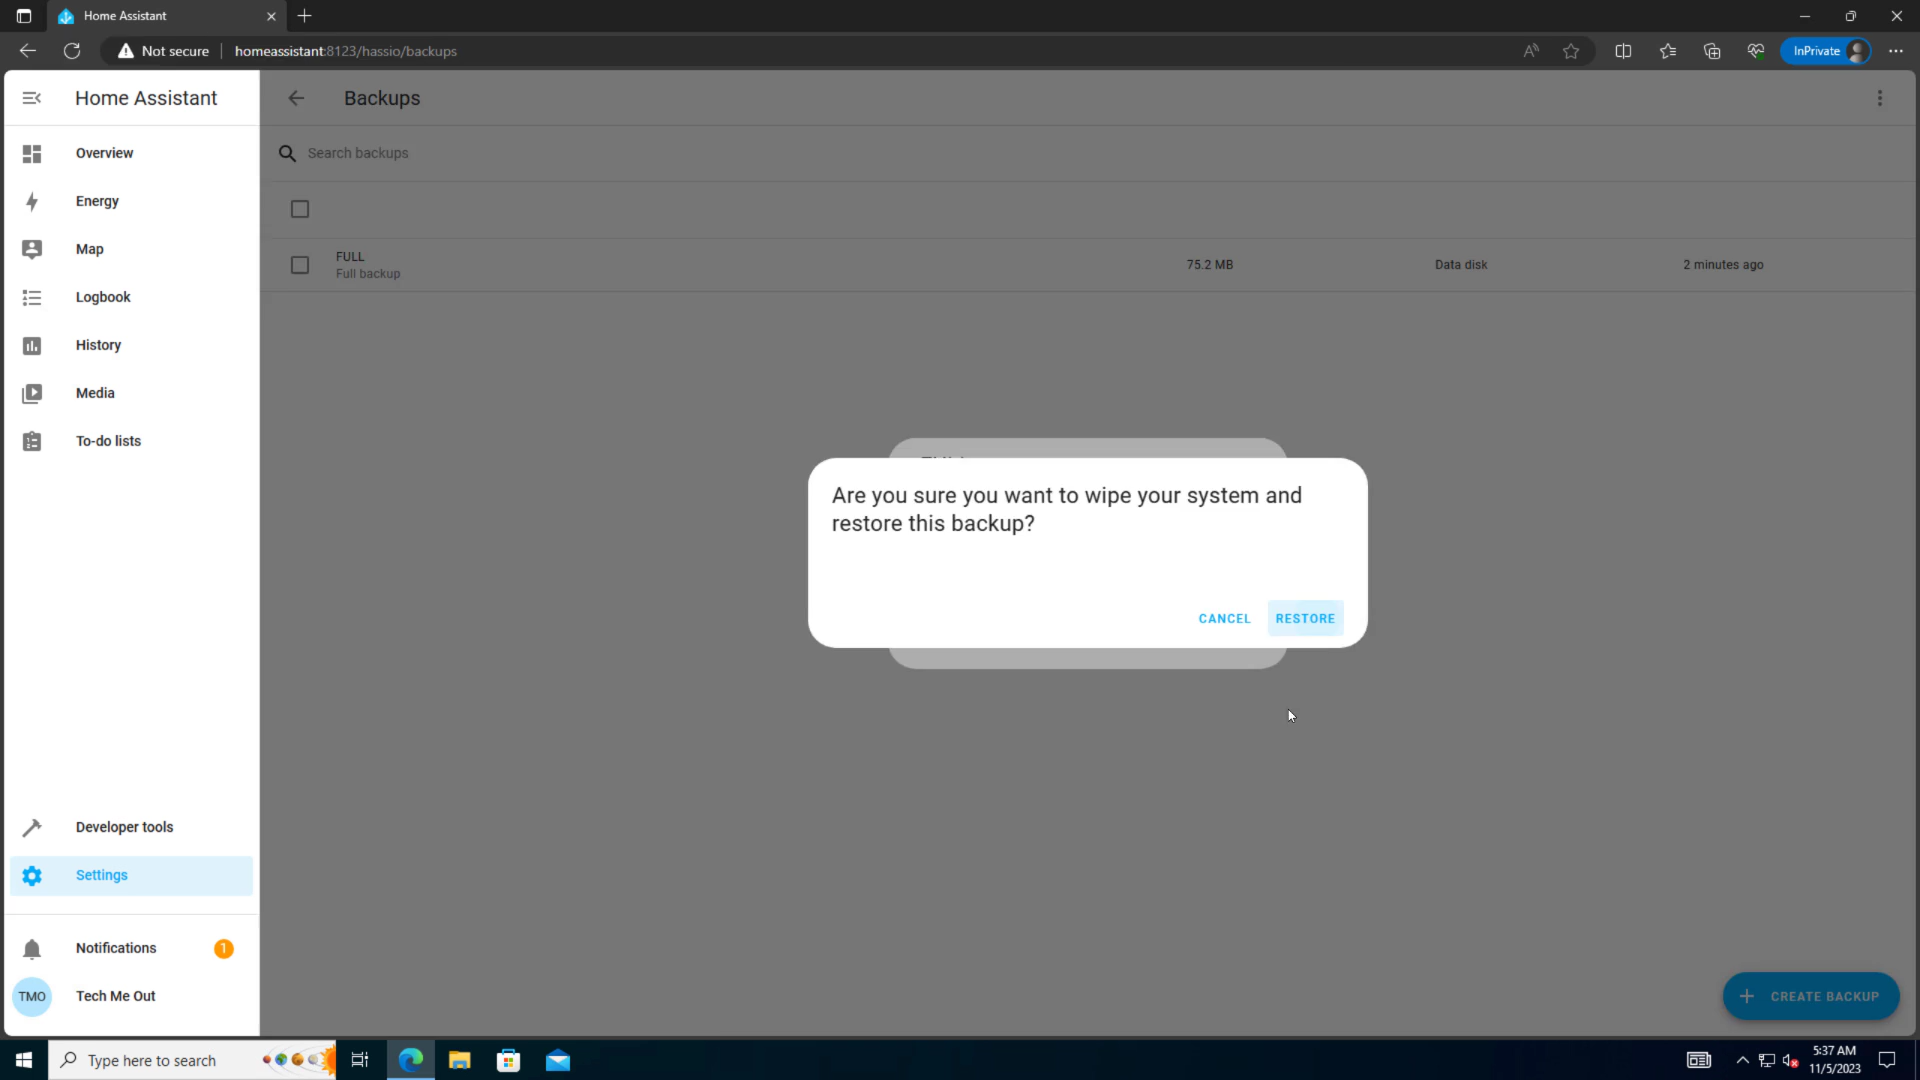 Home Assistant
Not secure
homeassistant:8123/hassio/backups
InPrivate
Home Assistant
Backups
Overview
Search backups
Energy
Map
FULL
Full backup
75.2 MB
Data disk
2 minutes ago
Logbook
History
Media
To-do lists
Are you sure you want to wipe your system and
restore this backup?
CANCEL
RESTORE
Developer tools
Settings
Notifications
1
TMO
Tech Me Out
CREATE BACKUP
Type here to search
5:37 AM
11/5/2023